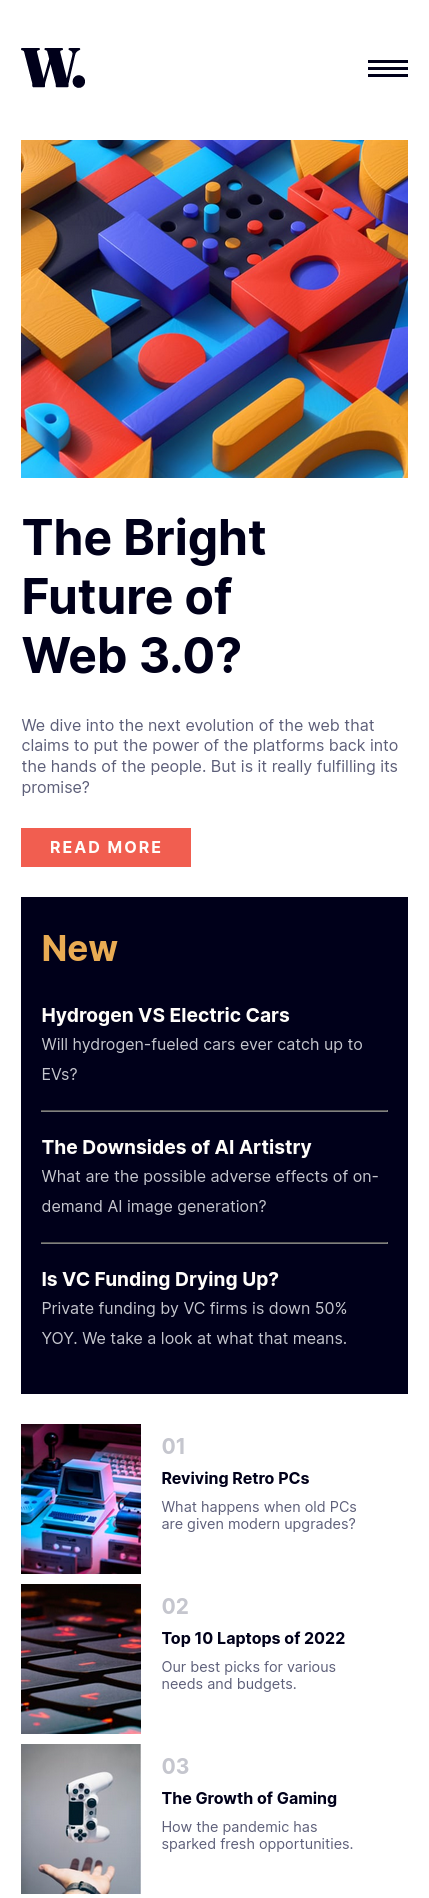 W.
The Bright
Future of
Web 3.0?
We dive into the next evolution of the web that
claims to put the power of the platforms back into
the hands of the people. But is it really fulfilling its
promise?
READ MORE
New
Hydrogen VS Electric Cars
Will hydrogen-fueled cars ever catch up to
EVs?
The Downsides of AI Artistry
What are the possible adverse effects of on-
demand AI image generation?
Is VC Funding Drying Up?
Private funding by VC firms is down 50%
YOY. We take a look at what that means.
01
Reviving Retro PCs
What happens when old PCs
are given modern upgrades?
02
Top 10 Laptops of 2022
Our best picks for various
needs and budgets.
03
The Growth of Gaming
How the pandemic has
sparked fresh opportunities.